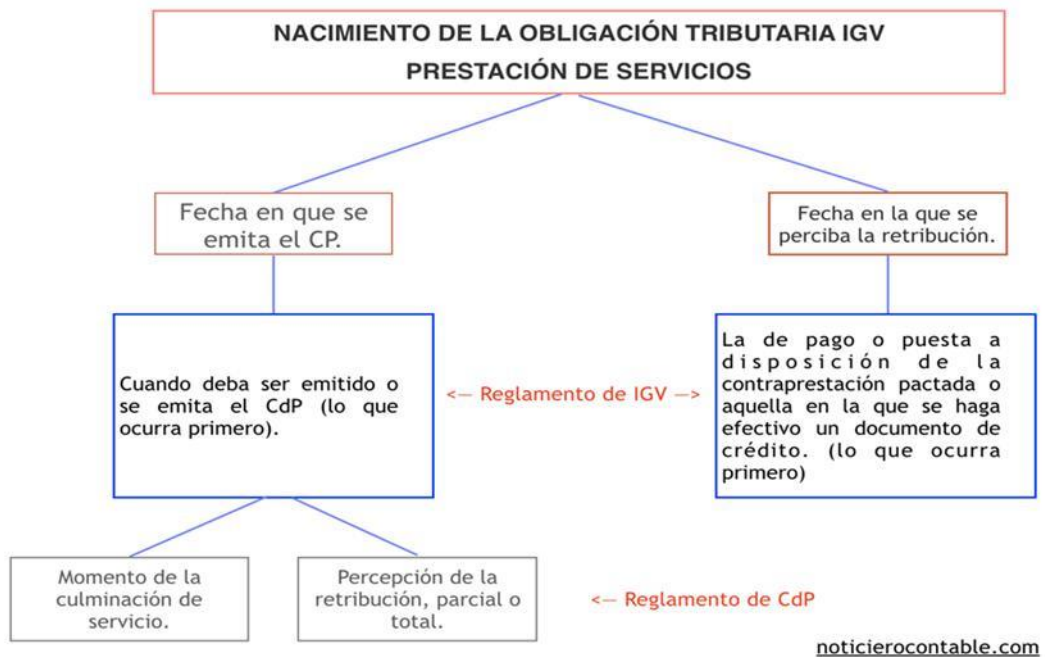 NACIMIENTO DE LA OBLIGACIÓN TRIBUTARIA IGV
PRESTACIÓN DE SERVICIOS
Fecha en que se
emita el CP.
Fecha en la que se
perciba la retribución.
Cuando deba ser emitido o
se emita el CdP (lo que
ocurra primero).
<— Reglamento de IGV —>
La de pago o puesta a
disposición de la
contraprestación pactada o
aquella en la que se haga
efectivo un documento de
crédito. (lo que ocurra
primero)
Momento de la
culminación de
servicio.
Percepción de la
retribución, parcial o
total.
<— Reglamento de CdP
noticierocontable.com